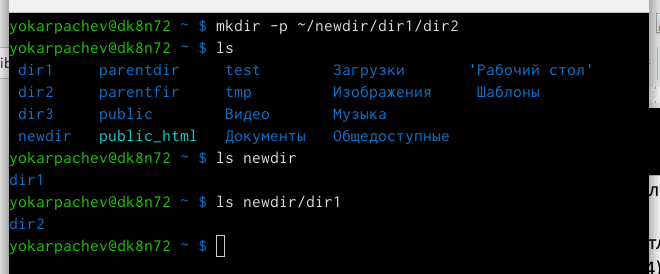 yokarpachev@dk8n72 ~ $ mkdir -p ~/newdir/dir1/dir2
yokarpachev@dk8n72 ~ $ ls
dir1 parentdir test Загрузки 'Рабочий стол'
dir2 parentfir tmp Изображения Шаблоны
dir3 public Видео Музыка
newdir public_html Документы Общедоступные
yokarpachev@dk8n72 ~ $ ls newdir
dir1
yokarpachev@dk8n72 ~ $ ls newdir/dir1
dir2
yokarpachev@dk8n72 ~ $